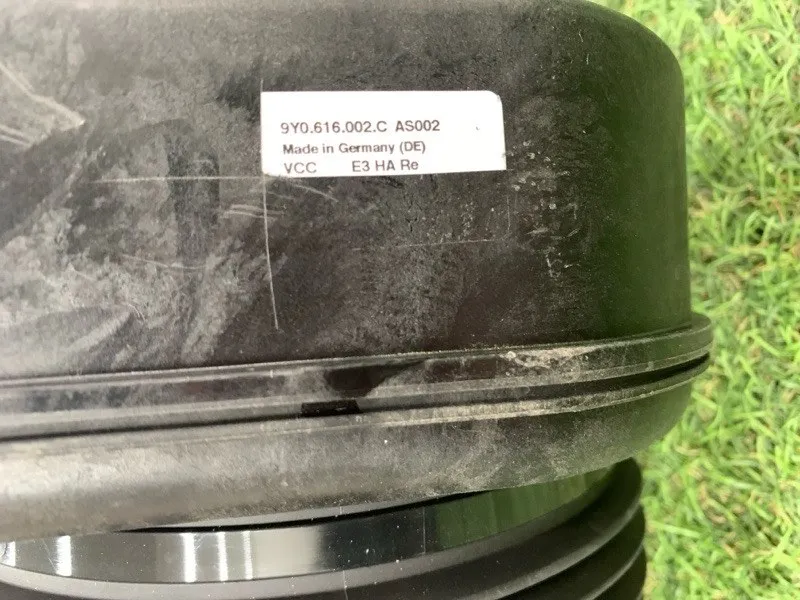 9Y0.616.002.C AS002
Made in Germany (DE)
VCC E3 HA Re